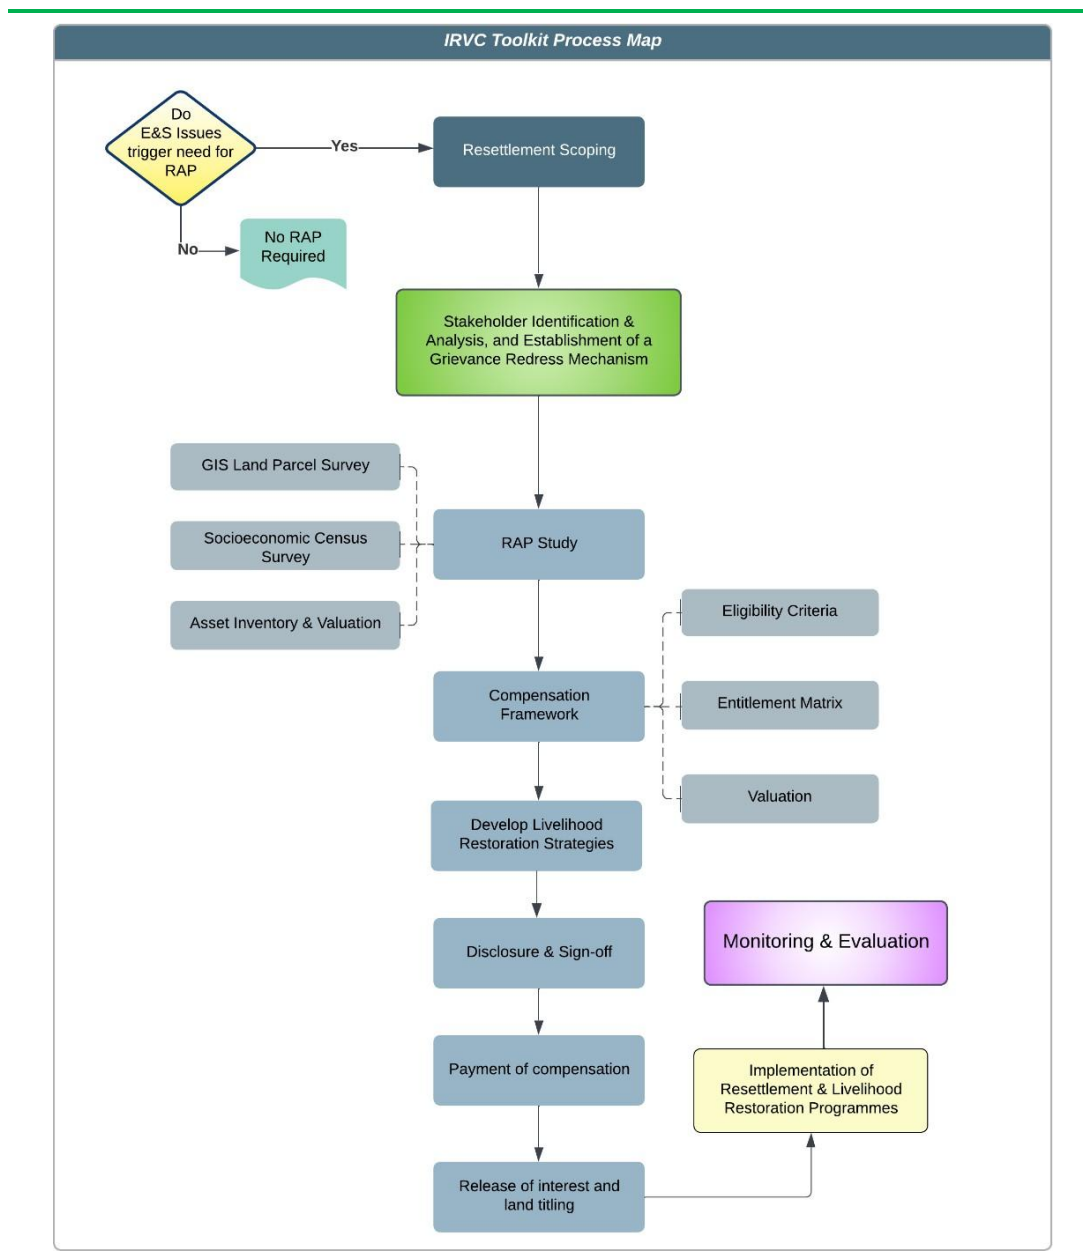 IRVC Toolkit Process Map
Do
E&S Issues
trigger need for
RAP
Yes
Resettlement Scoping
No
No RAP
Required
Stakeholder Identification &
Analysis, and Establishment of a
Grievance Redress Mechanism
GIS Land Parcel Survey
Socioeconomic Census
Survey
Asset Inventory & Valuation
RAP Study
Eligibility Criteria
Compensation
Framework
Entitlement Matrix
Valuation
Develop Livelihood
Restoration Strategies
Disclosure & Sign-off
Monitoring & Evaluation
Payment of compensation
Implementation of
Resettlement & Livelihood
Restoration Programmes
Release of interest and
land titling